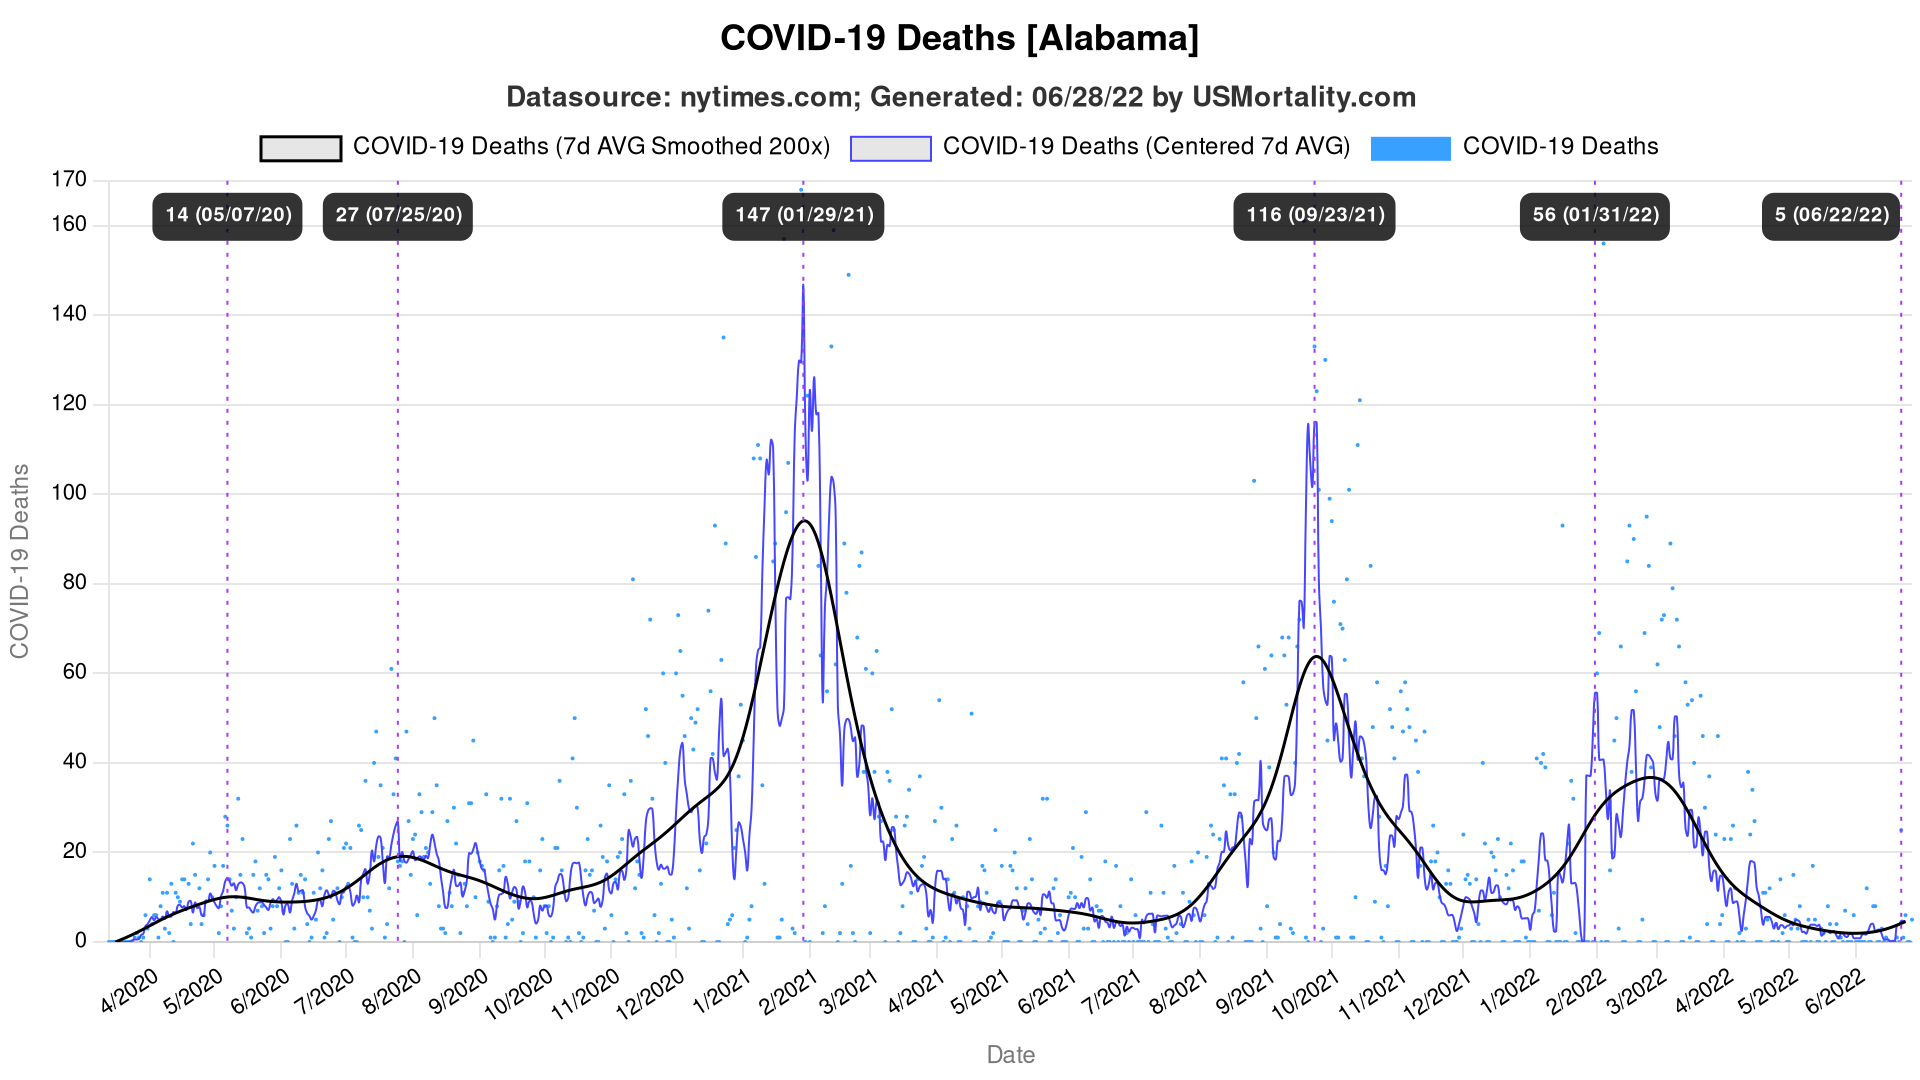 COVID-19 Deaths [Alabama]
Datasource: nytimes.com; Generated: 06/28/22 by USMortality.com
COVID-19 Deaths (7d AVG Smoothed 200x) COVID-19 Deaths (Centered 7d AVG) COVID-19 Deaths
170
160
140
120
100
80
60
40
20
0
COVID-19 Deaths
14 (05/07/20) 27 (07/25/20) 147 (01/29/21) 116 (09/23/21) 56 (01/31/22) 5 (06/22/22)
4/2020 5/2020 6/2020 7/2020 8/2020 9/2020 10/2020 11/2020 12/2020 1/2021 2/2021 3/2021 4/2021 5/2021 6/2021 7/2021 8/2021 9/2021 10/2021 11/2021 12/2021 1/2022 2/2022 3/2022 4/2022 5/2022 6/2022
Date